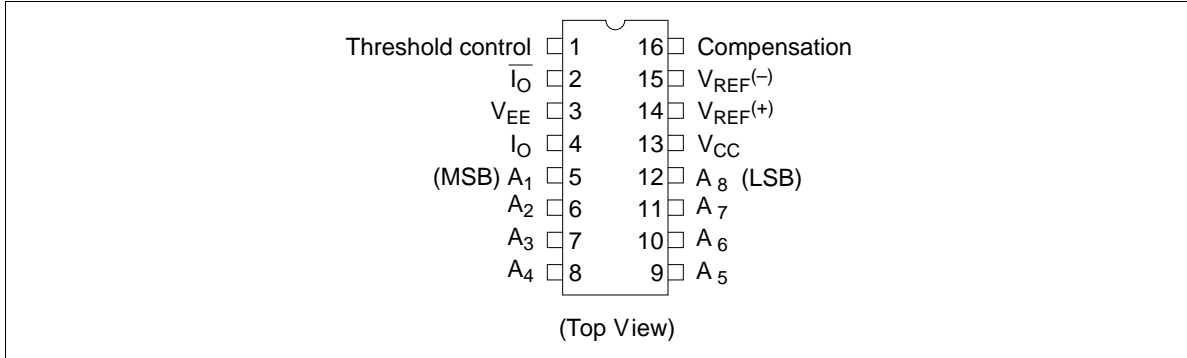 Threshold control 1 16 Compensation
I̅O̅ 2 15 VREF(–)
VEE 3 14 VREF(+)
IO 4 13 VCC
(MSB) A1 5 12 A8 (LSB)
A2 6 11 A7
A3 7 10 A6
A4 8 9 A5
(Top View)